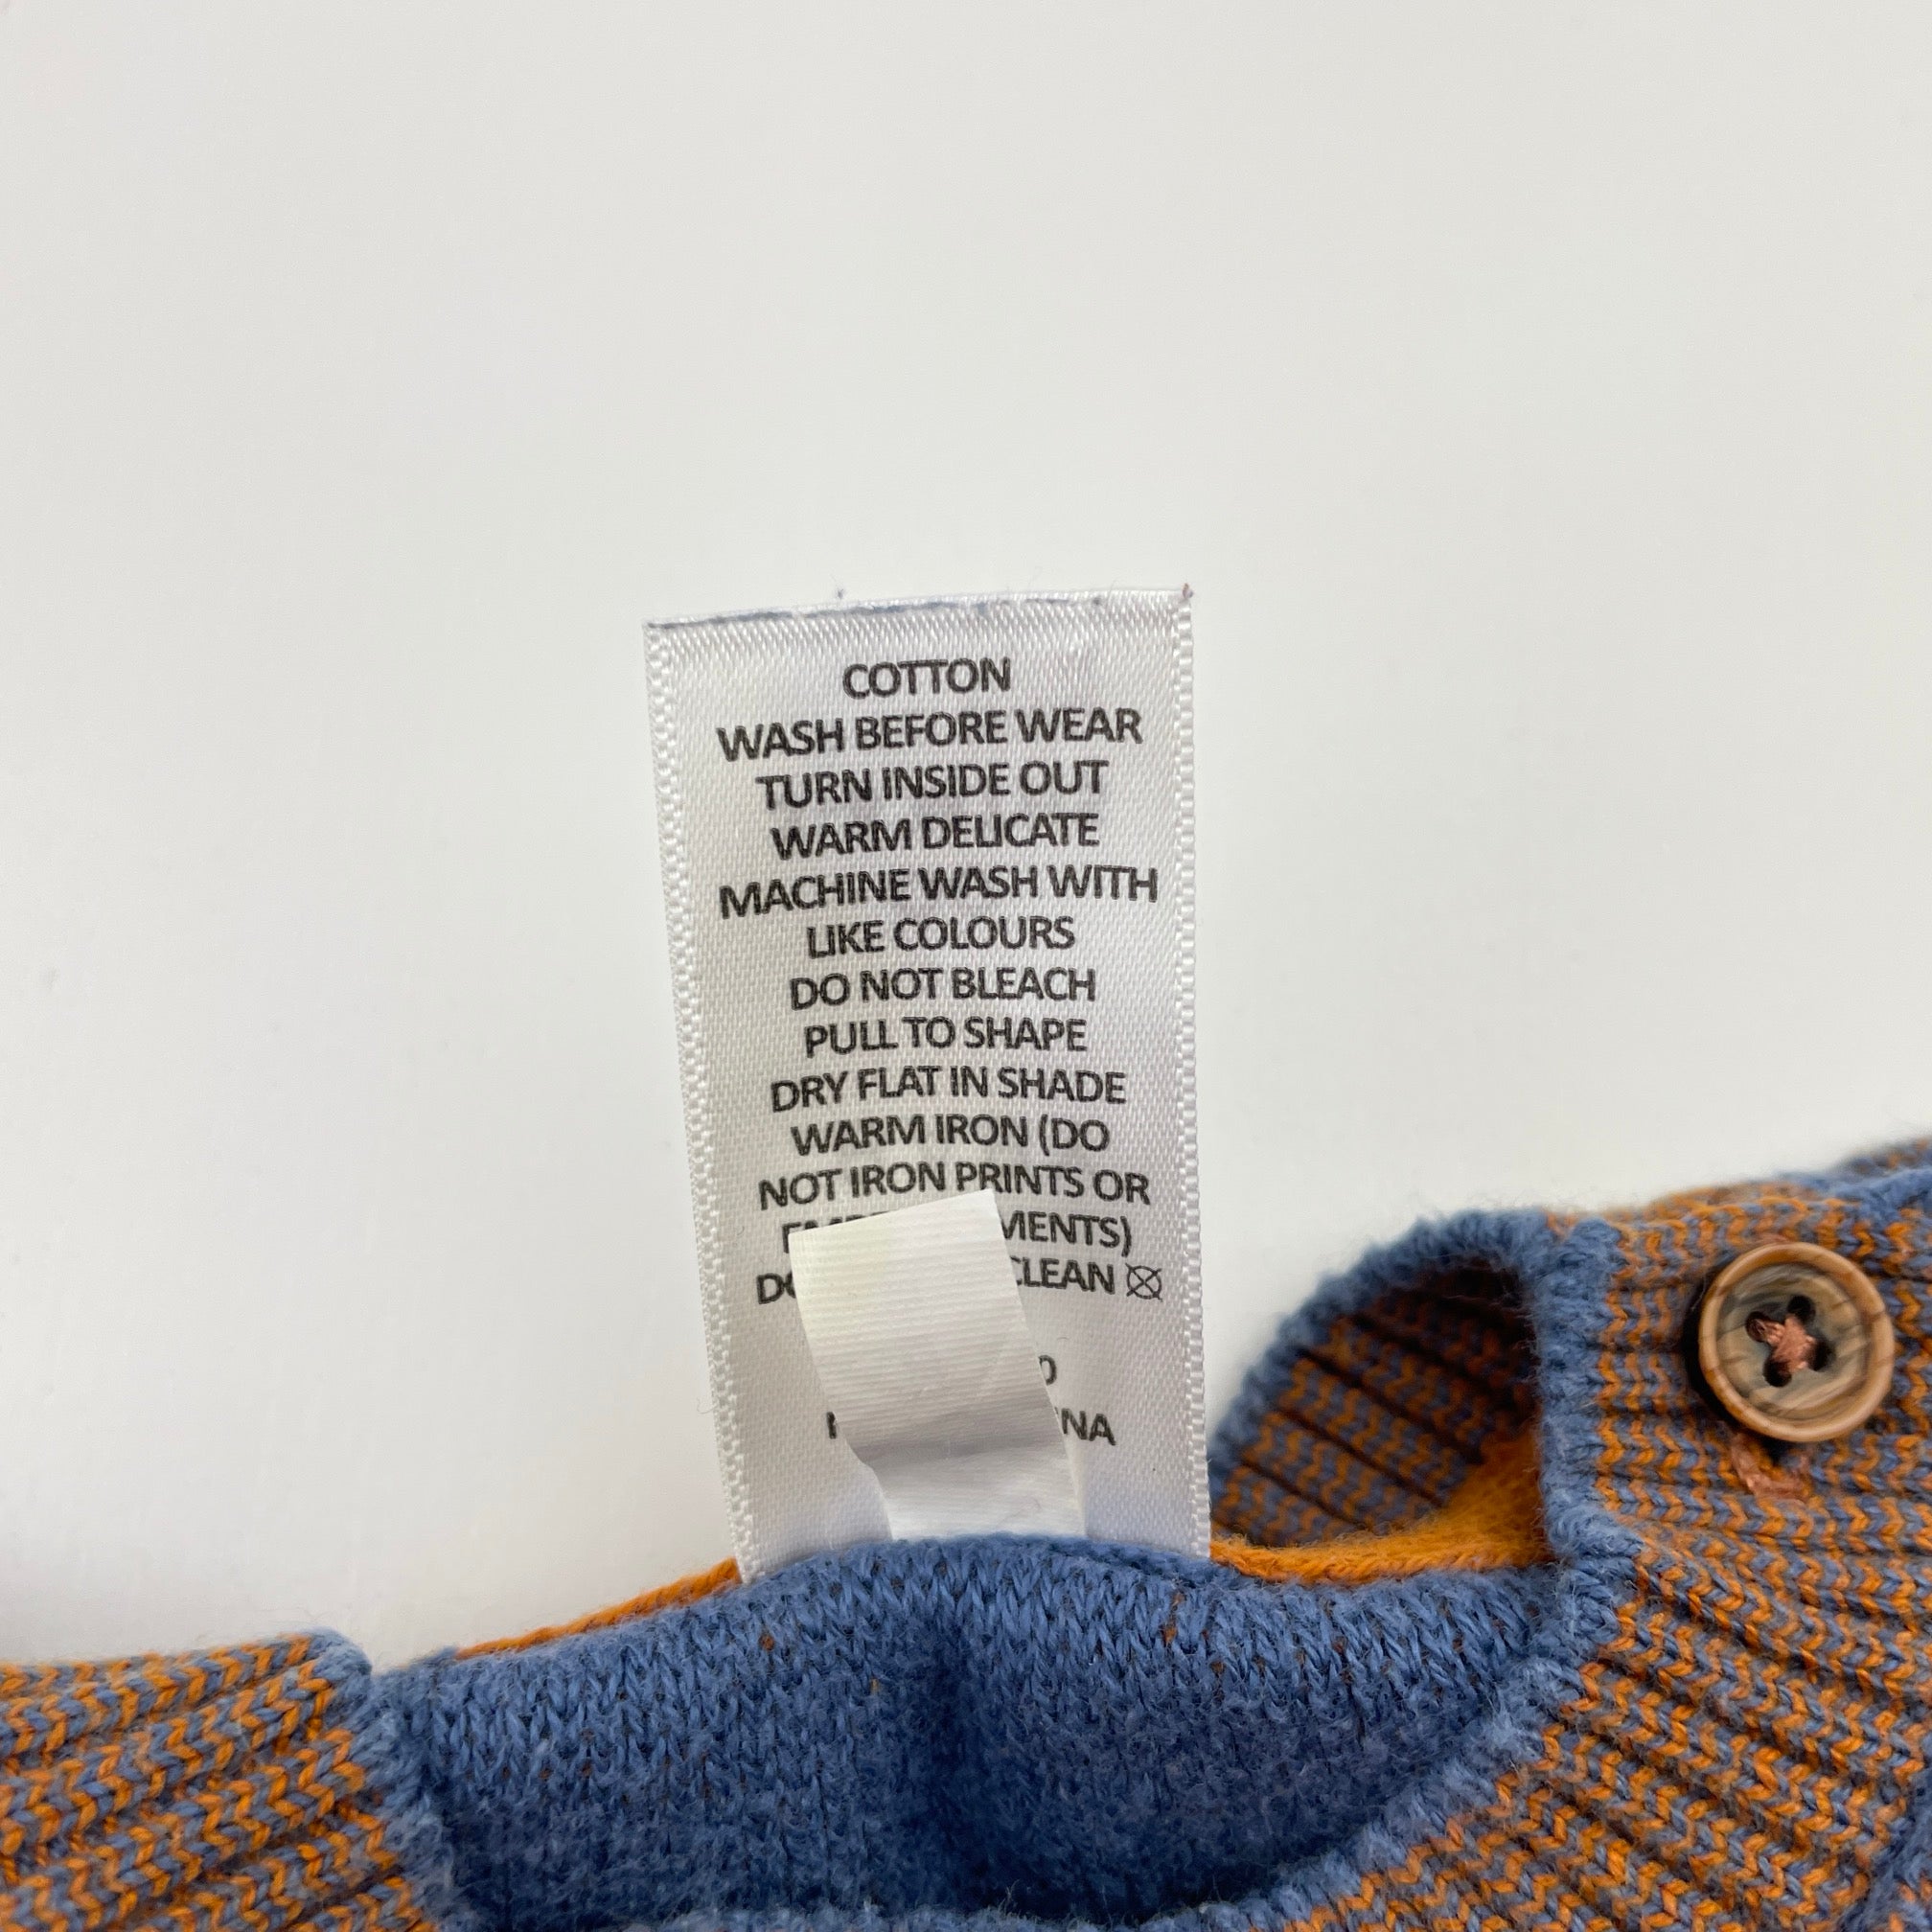 COTTON
WASH BEFORE WEAR
TURN INSIDE OUT
WARM DELICATE
MACHINE WASH WITH
LIKE COLOURS
DO NOT BLEACH
PULL TO SHAPE
DRY FLAT IN SHADE
WARM IRON (DO
NOT IRON PRINTS OR
CLEAN